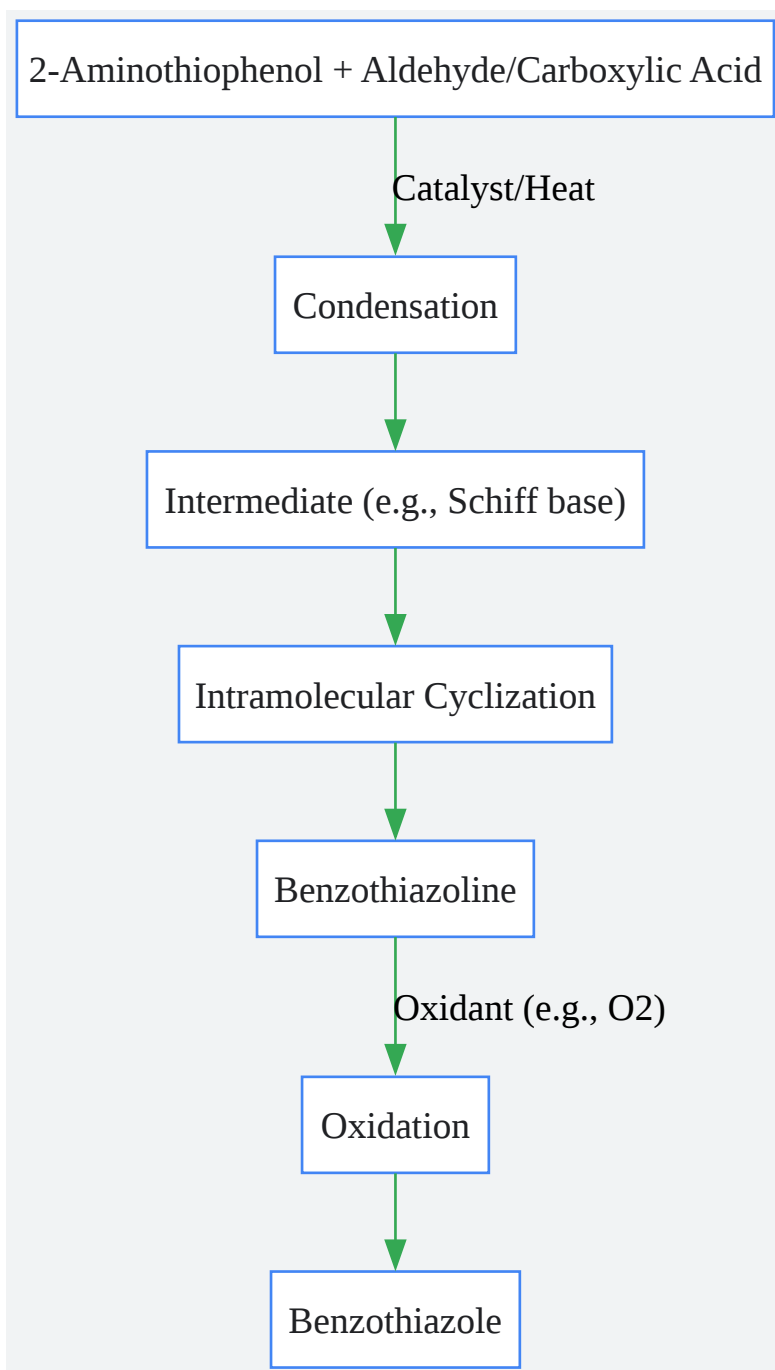 2-Aminothiophenol + Aldehyde/Carboxylic Acid
Catalyst/Heat
Condensation
Intermediate (e.g., Schiff base)
Intramolecular Cyclization
Benzothiazoline
Oxidant (e.g., O2)
Oxidation
Benzothiazole